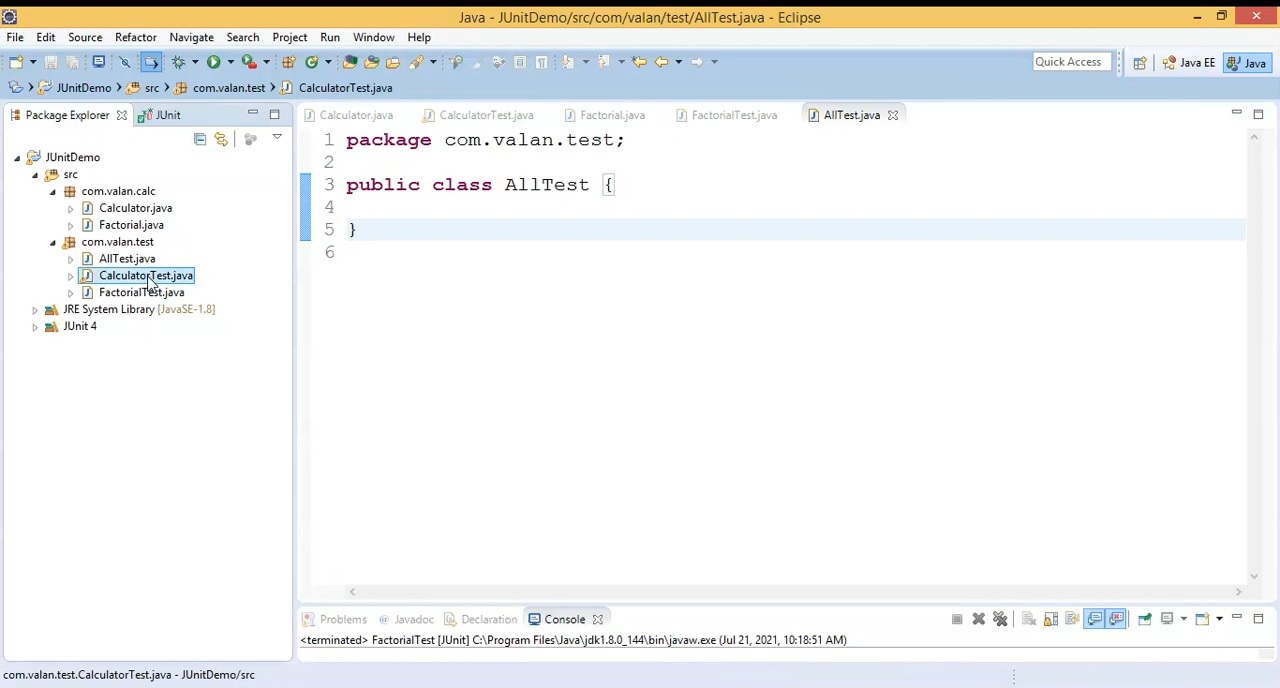 Java - JUnitDemo/src/com/valan/test/AllTest.java - Eclipse
File Edit Source Refactor Navigate Search Project Run Window Help
Quick Access Java EE Java
JUnitDemo src com.valan.test CalculatorTest.java
Package Explorer JUnit Calculator.java CalculatorTest.java Factorial.java FactorialTest.java AllTest.java
JUnitDemo
src
com.valan.calc
Calculator.java
Factorial.java
com.valan.test
AllTest.java
CalculatorTest.java
FactorialTest.java
JRE System Library [JavaSE-1.8]
JUnit 4
1 package com.valan.test;
2
3 public class AllTest {
4
5 }
6
Problems @ Javadoc Declaration Console
<terminated> FactorialTest [JUnit] C:\Program Files\Java\jdk1.8.0_144\bin\javaw.exe (Jul 21, 2021, 10:18:51 AM)
com.valan.test.CalculatorTest.java - JUnitDemo/src